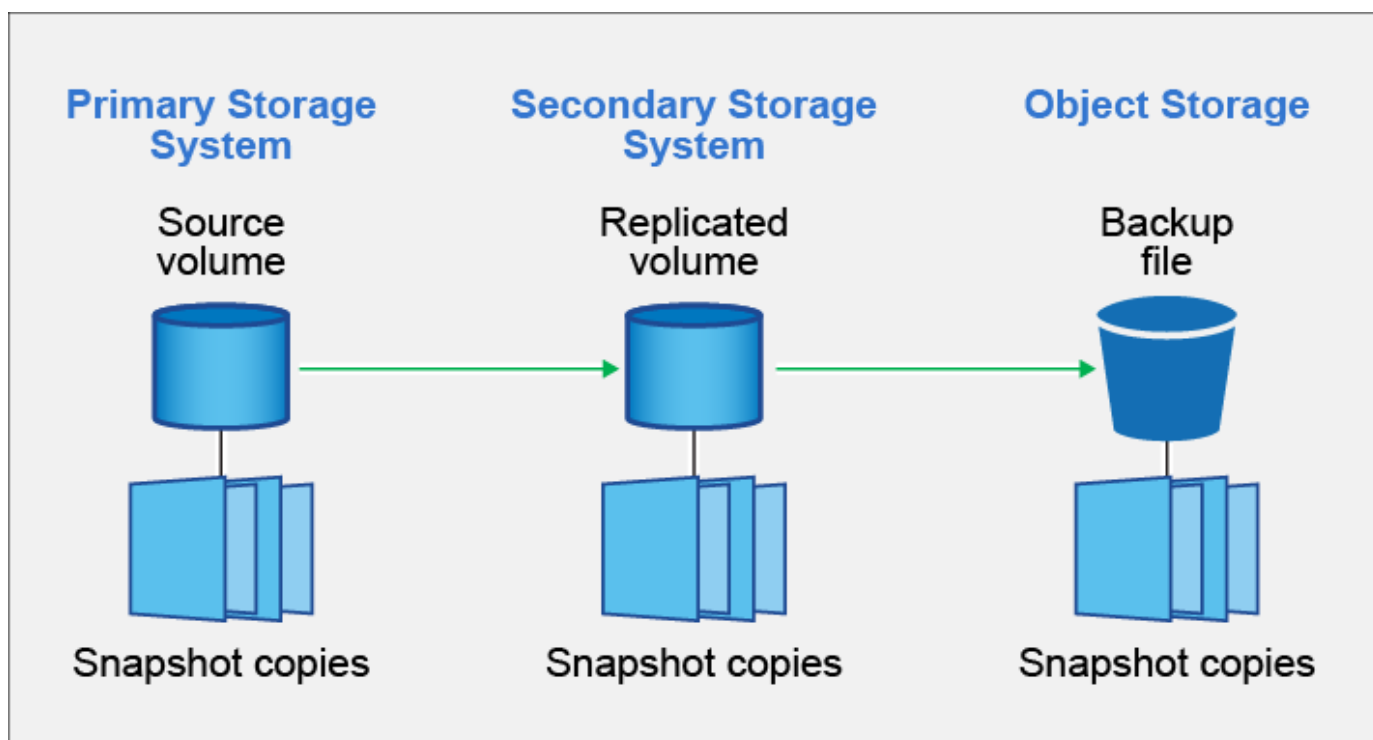 Primary Storage
System
Secondary Storage
System
Object Storage
Source
volume
Replicated
volume
Backup
file
Snapshot copies
Snapshot copies
Snapshot copies